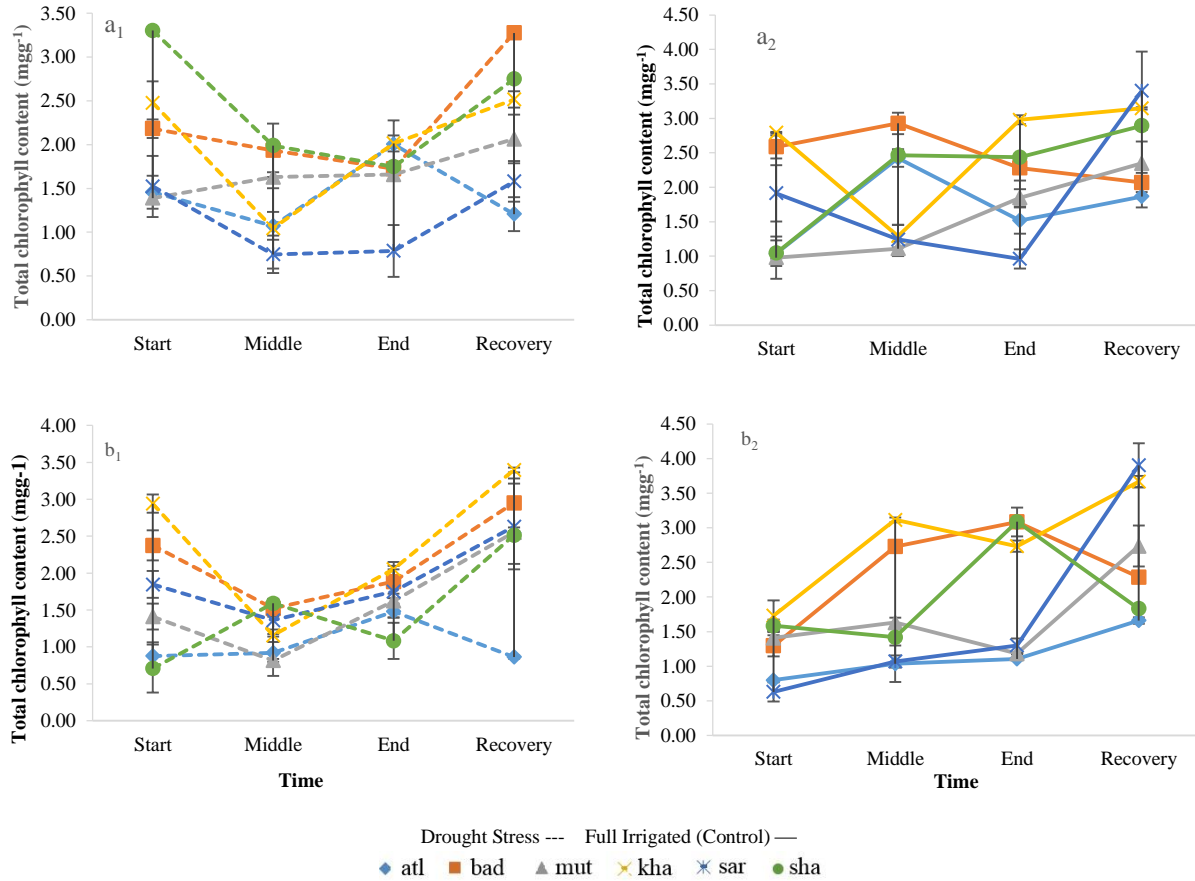 a1
Total chlorophyll content (mgg-1)
3.50
3.00
2.50
2.00
1.50
1.00
0.50
0.00
Start Middle End Recovery
a2
Total chlorophyll content (mgg-1)
4.50
4.00
3.50
3.00
2.50
2.00
1.50
1.00
0.50
0.00
Start Middle End Recovery
b1
Total chlorophyll content (mgg-1)
4.00
3.50
3.00
2.50
2.00
1.50
1.00
0.50
0.00
Start Middle End Recovery
Time
b2
Total chlorophyll content (mgg-1)
4.50
4.00
3.50
3.00
2.50
2.00
1.50
1.00
0.50
0.00
Start Middle End Recovery
Time
Drought Stress --- Full Irrigated (Control) —
atl bad mut kha sar sha